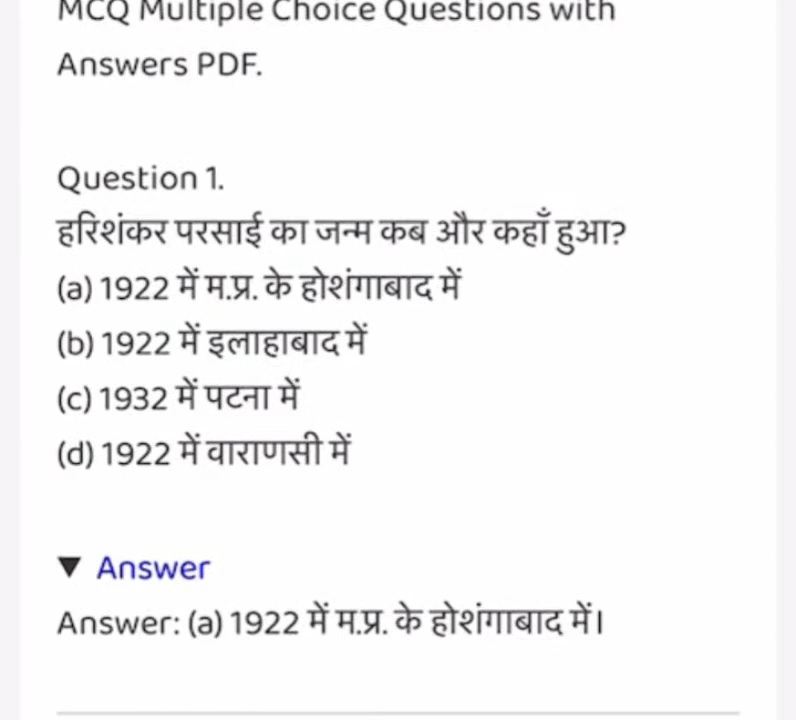 MCQ Multiple Choice Questions with
Answers PDF.
Question 1.
हरिशंकर परसाई का जन्म कब और कहाँ हुआ?
(a) 1922 में म.प्र. के होशंगाबाद में
(b) 1922 में इलाहाबाद में
(c) 1932 में पटना में
(d) 1922 में वाराणसी में
▼ Answer
Answer: (a) 1922 में म.प्र. के होशंगाबाद में।